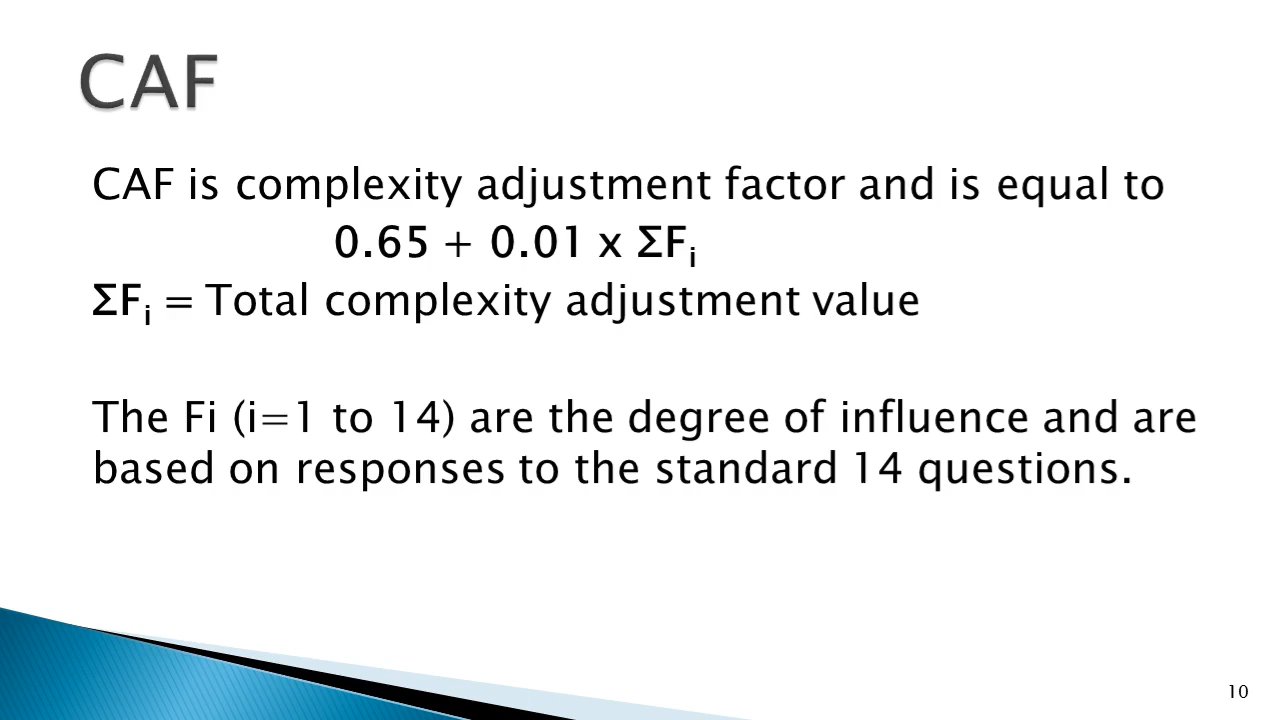 CAF
CAF is complexity adjustment factor and is equal to
0.65 + 0.01 x ΣFi
ΣFi = Total complexity adjustment value
The Fi (i=1 to 14) are the degree of influence and are
based on responses to the standard 14 questions.
10